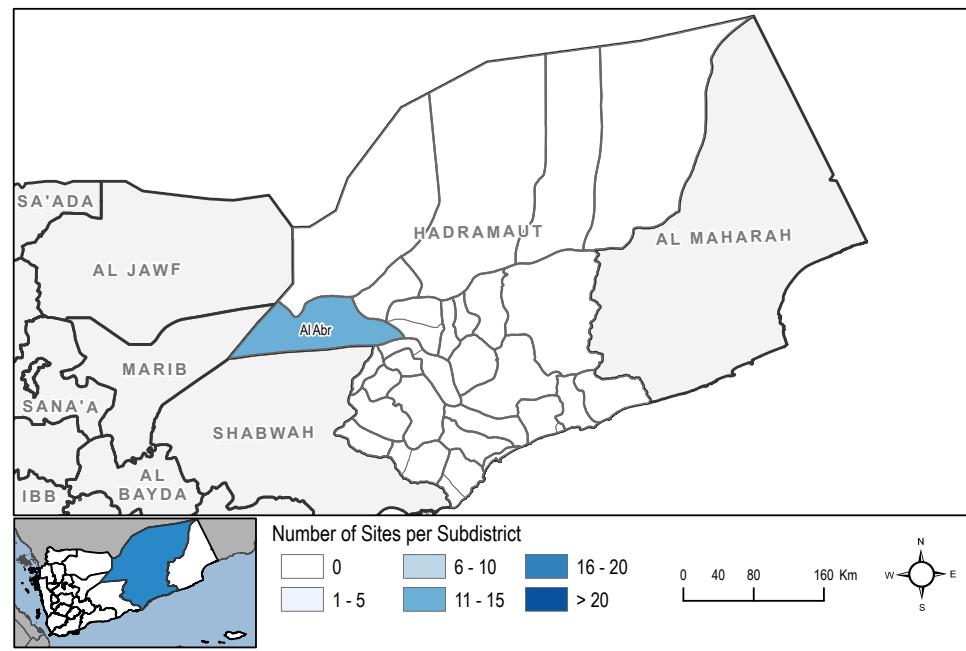 SA'ADA
HADRAMAUT
AL MAHARAH
AL JAWF
Al Abr
MARIB
SANA'A
SHABWAH
AL
BAYDA
IBB
Number of Sites per Subdistrict
0
6 - 10
16 - 20
1 - 5
11 - 15
> 20
0 40 80 160 Km
N
W E
S